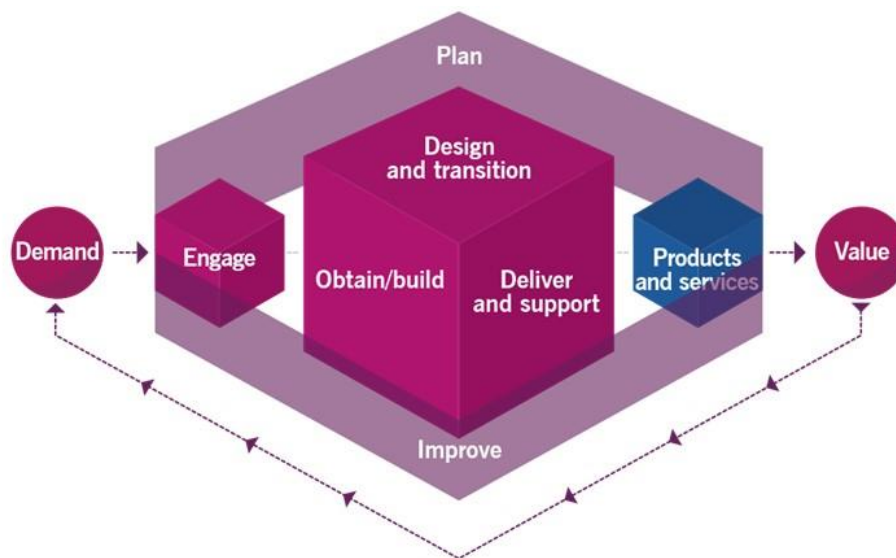 Plan
Design
and transition
Demand
Engage
Obtain/build
Deliver
and support
Products
and services
Value
Improve